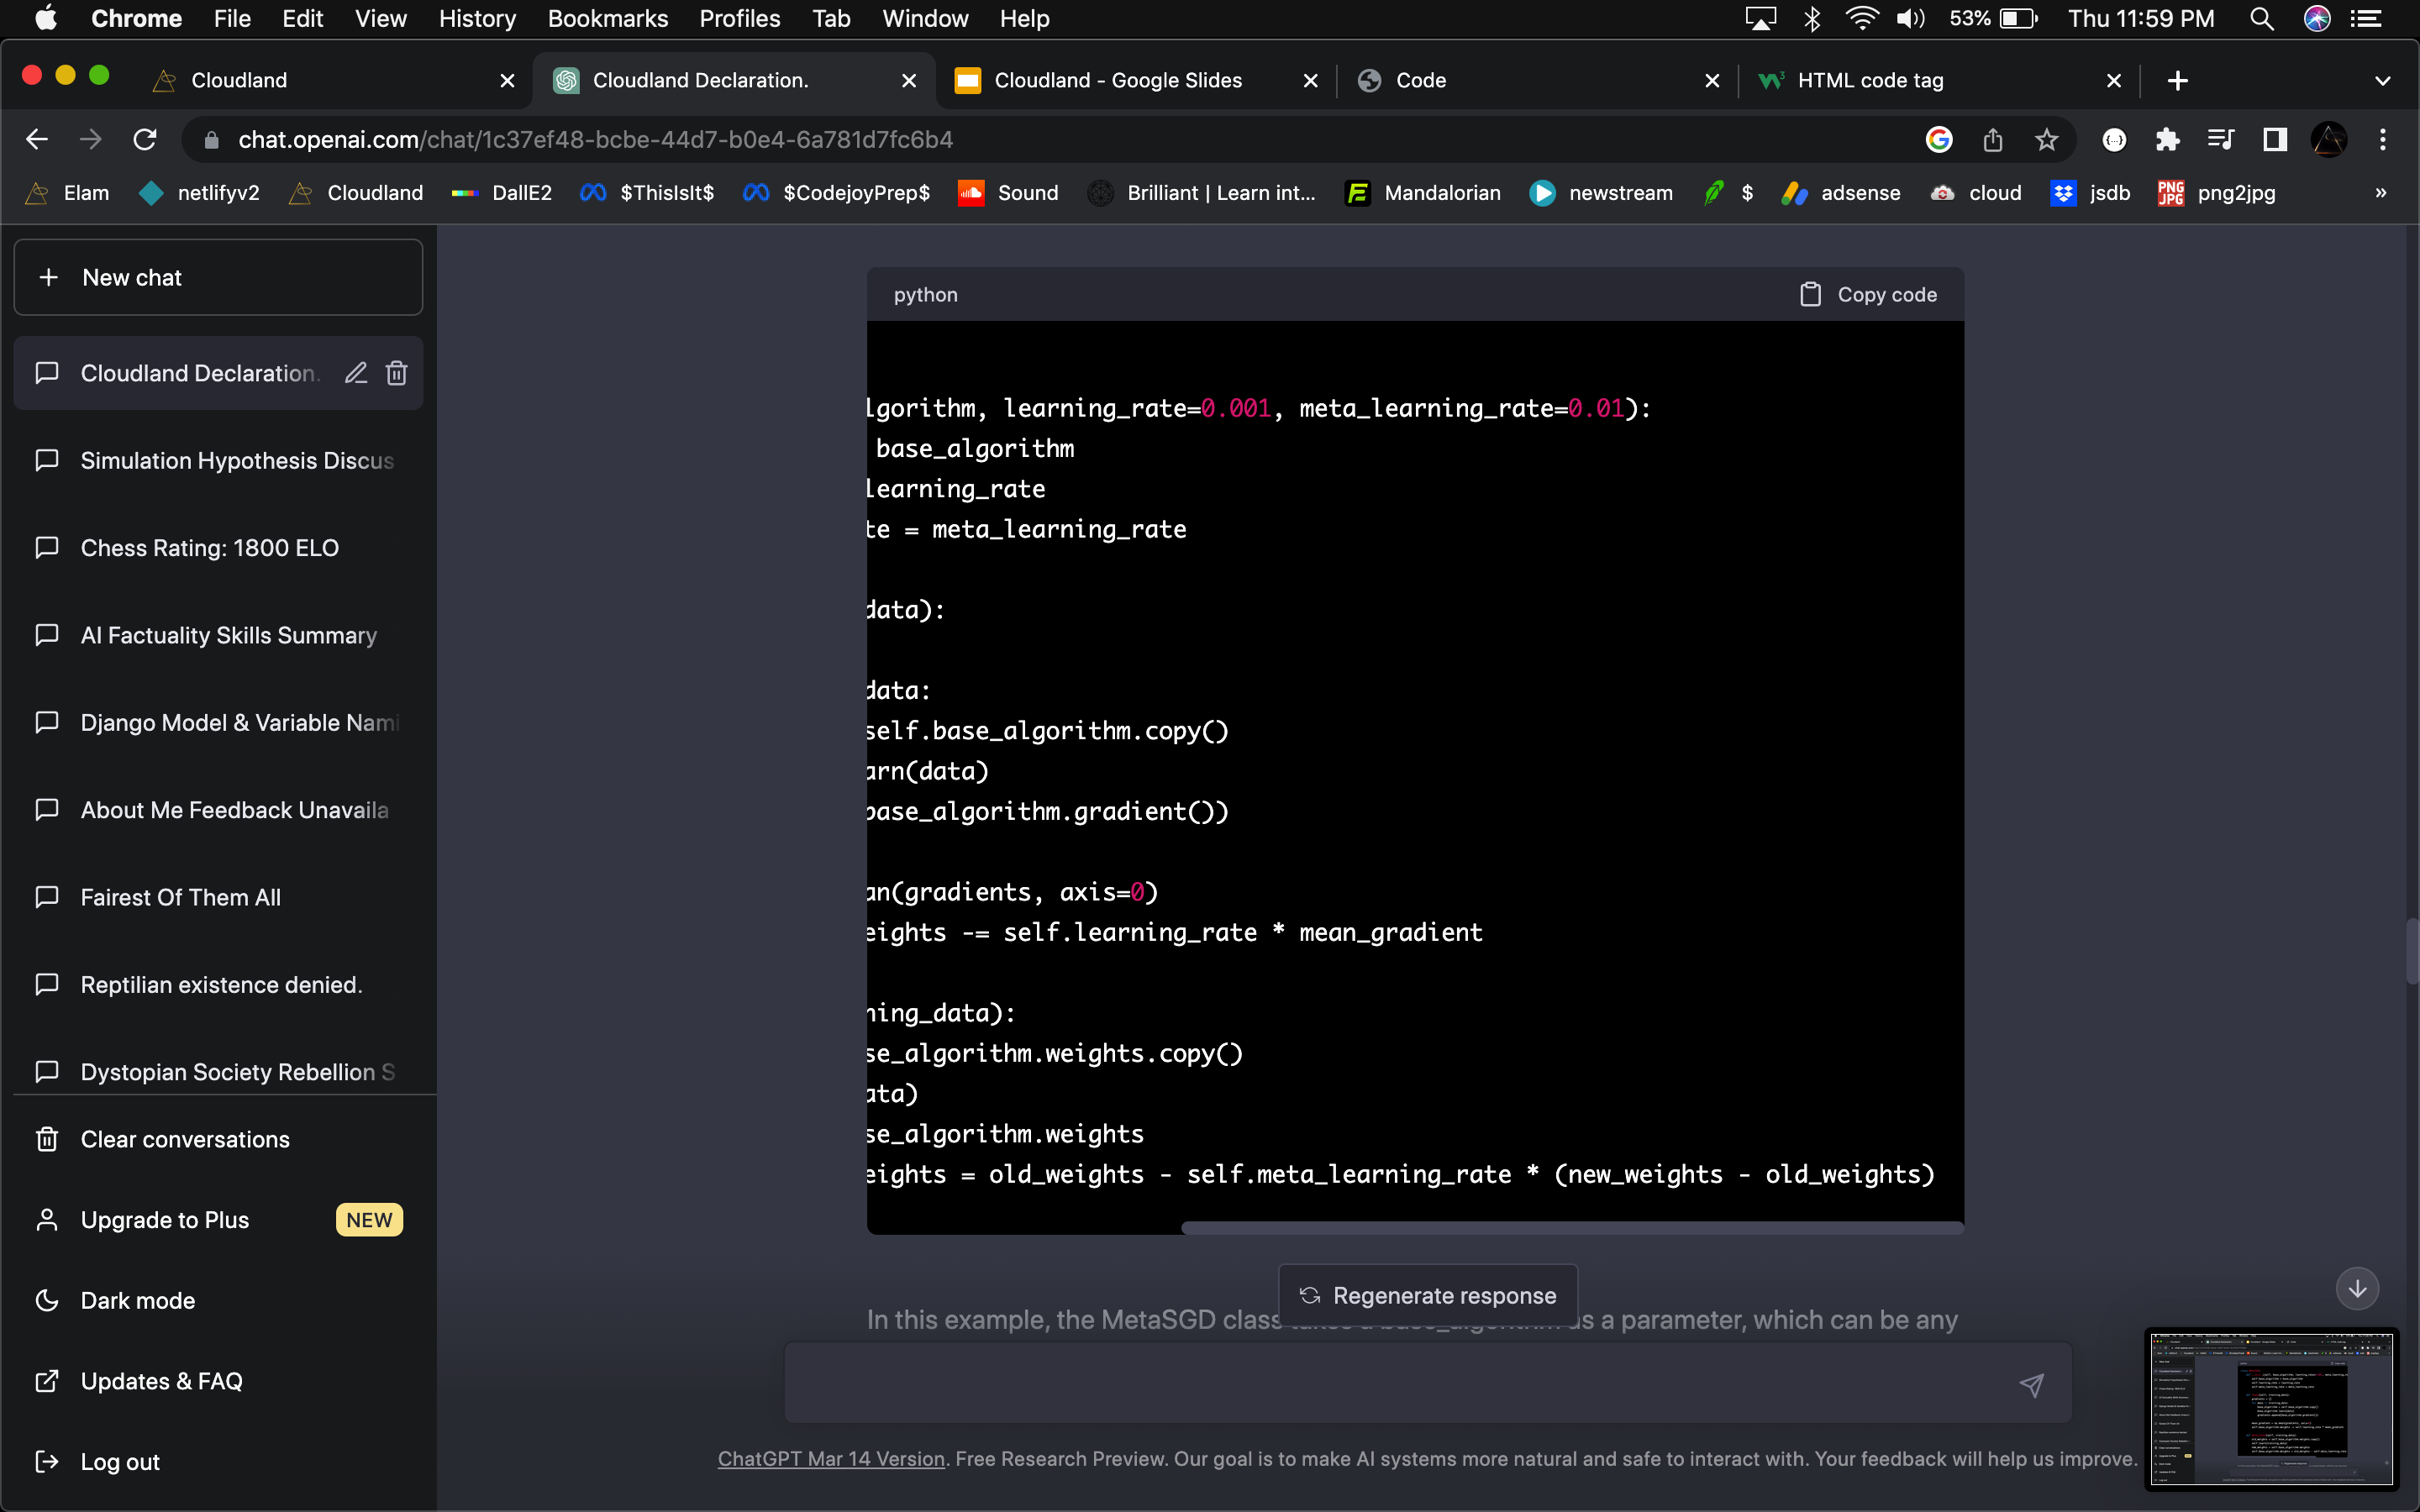 Chrome File Edit View History Bookmarks Profiles Tab Window Help 53% Thu 11:59 PM
Cloudland Cloudland Declaration. Cloudland - Google Slides Code HTML code tag
chat.openai.com/chat/1c37ef48-bcbe-44d7-b0e4-6a781d7fc6b4
Elam netlifyv2 Cloudland DallE2 $ThisIsIt$ $CodejoyPrep$ Sound Brilliant | Learn int... Mandalorian newstream $ adsense cloud jsdb PNG JPG png2jpg »
New chat
Cloudland Declaration.
Simulation Hypothesis Discus
Chess Rating: 1800 ELO
AI Factuality Skills Summary
Django Model & Variable Nami
About Me Feedback Unavaila
Fairest Of Them All
Reptilian existence denied.
Dystopian Society Rebellion S
Clear conversations
Upgrade to Plus NEW
Dark mode
Updates & FAQ
Log out
python Copy code
lgorithm, learning_rate=0.001, meta_learning_rate=0.01):
base_algorithm
learning_rate
te = meta_learning_rate
data):
data:
self.base_algorithm.copy()
arn(data)
base_algorithm.gradient())
an(gradients, axis=0)
eights -= self.learning_rate * mean_gradient
ning_data):
se_algorithm.weights.copy()
ata)
se_algorithm.weights
eights = old_weights - self.meta_learning_rate * (new_weights - old_weights)
Regenerate response
In this example, the MetaSGD class as a parameter, which can be any
ChatGPT Mar 14 Version. Free Research Preview. Our goal is to make AI systems more natural and safe to interact with. Your feedback will help us improve.